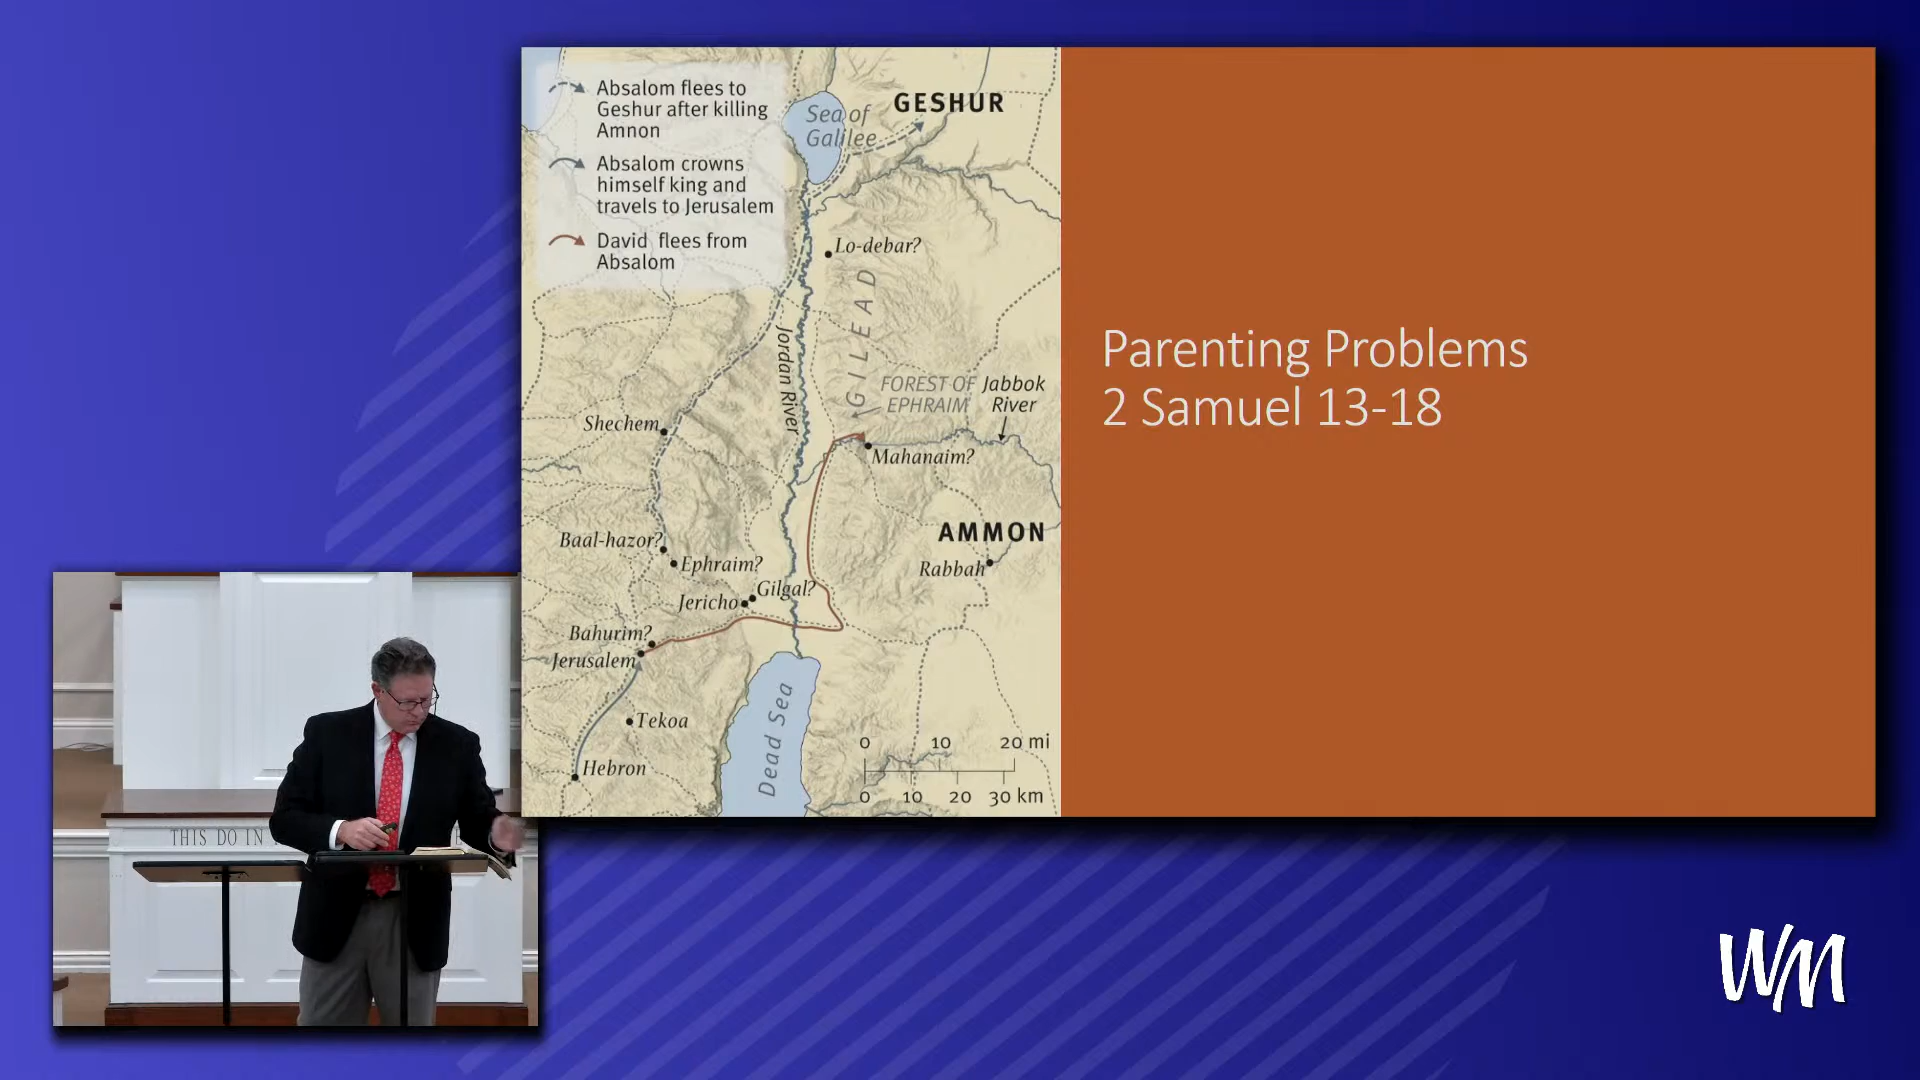 Absalom flees to
Geshur after killing
Amnon
Absalom crowns
himself king and
travels to Jerusalem
David flees from
Absalom
GESHUR
Sea of
Galilee
Lo-debar?
GILEAD
Jordan River
FOREST OF
EPHRAIM
Jabbok
River
Shechem
Mahanaim?
AMMON
Rabbah
Baal-hazor?
Ephraim?
Gilgal?
Jericho
Bahurim?
Jerusalem
Tekoa
Hebron
Dead Sea
0 10 20 mi
0 10 20 30 km
Parenting Problems
2 Samuel 13-18
THIS DO IN
WM